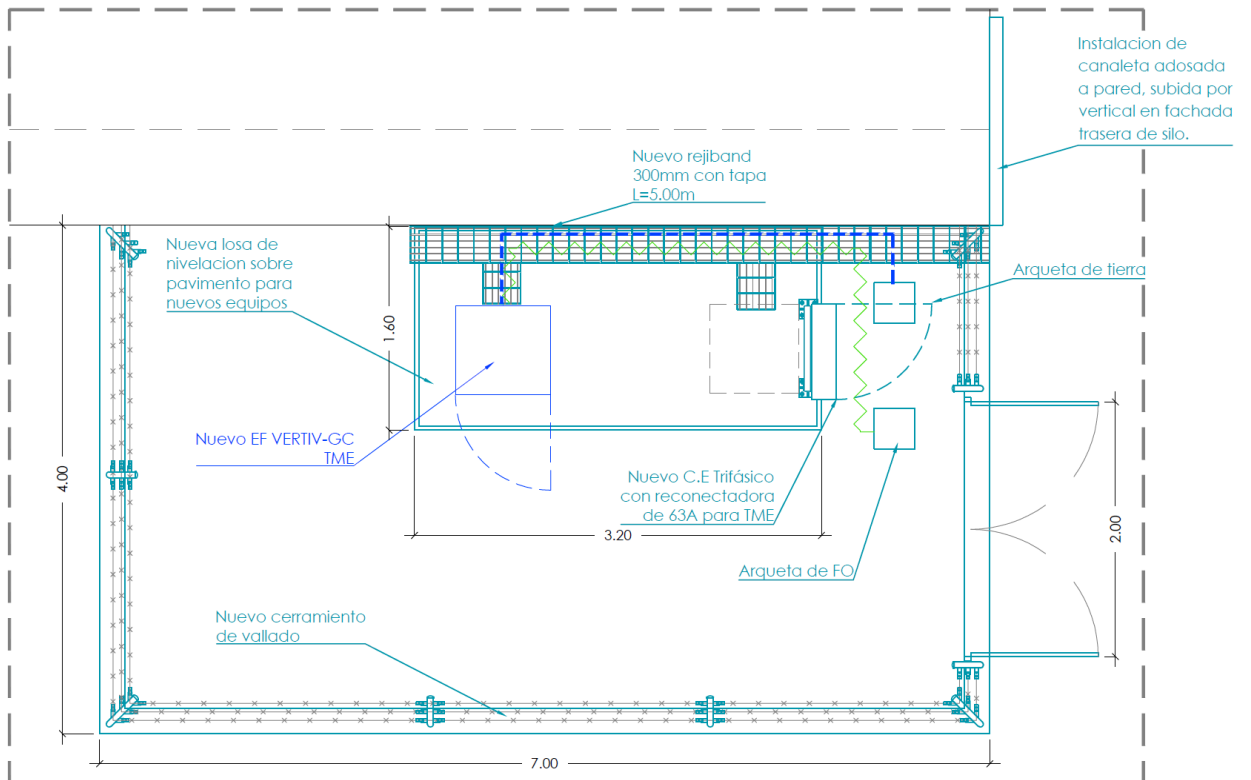 Instalacion de
canaleta adosada
a pared, subida por
vertical en fachada
trasera de silo.
Nuevo rejiband
300mm con tapa
L=5.00m
Nueva losa de
nivelacion sobre
pavimento para
nuevos equipos
Arqueta de tierra
1.60
Nuevo EF VERTIV-GC
TME
4.00
Nuevo C.E Trifásico
con reconectadora
de 63A para TME
3.20
2.00
Arqueta de FO
Nuevo cerramiento
de vallado
7.00